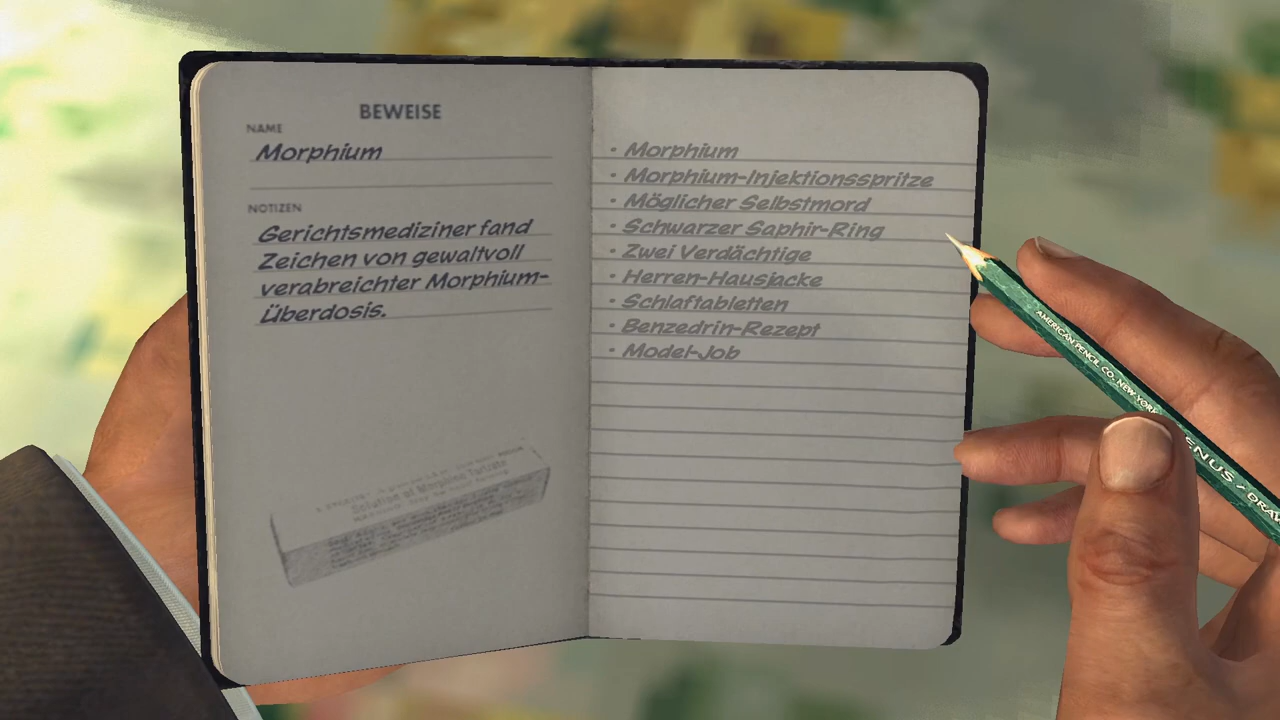 BEWEISE
NAME
Morphium
NOTIZEN
Gerichtsmediziner fand
Zeichen von gewaltvoll
verabreichter Morphium-
Überdosis.
Solution of Morphine Tartrate
• Morphium
• Morphium-Injektionsspritze
• Möglicher Selbstmord
• Schwarzer Saphir-Ring
• Zwei Verdächtige
• Herren-Hausjacke
• Schlaftabletten
• Benzedrin-Rezept
• Model-Job
AMERICAN PENCIL CO. NEW YORK
ENUS / DRAW